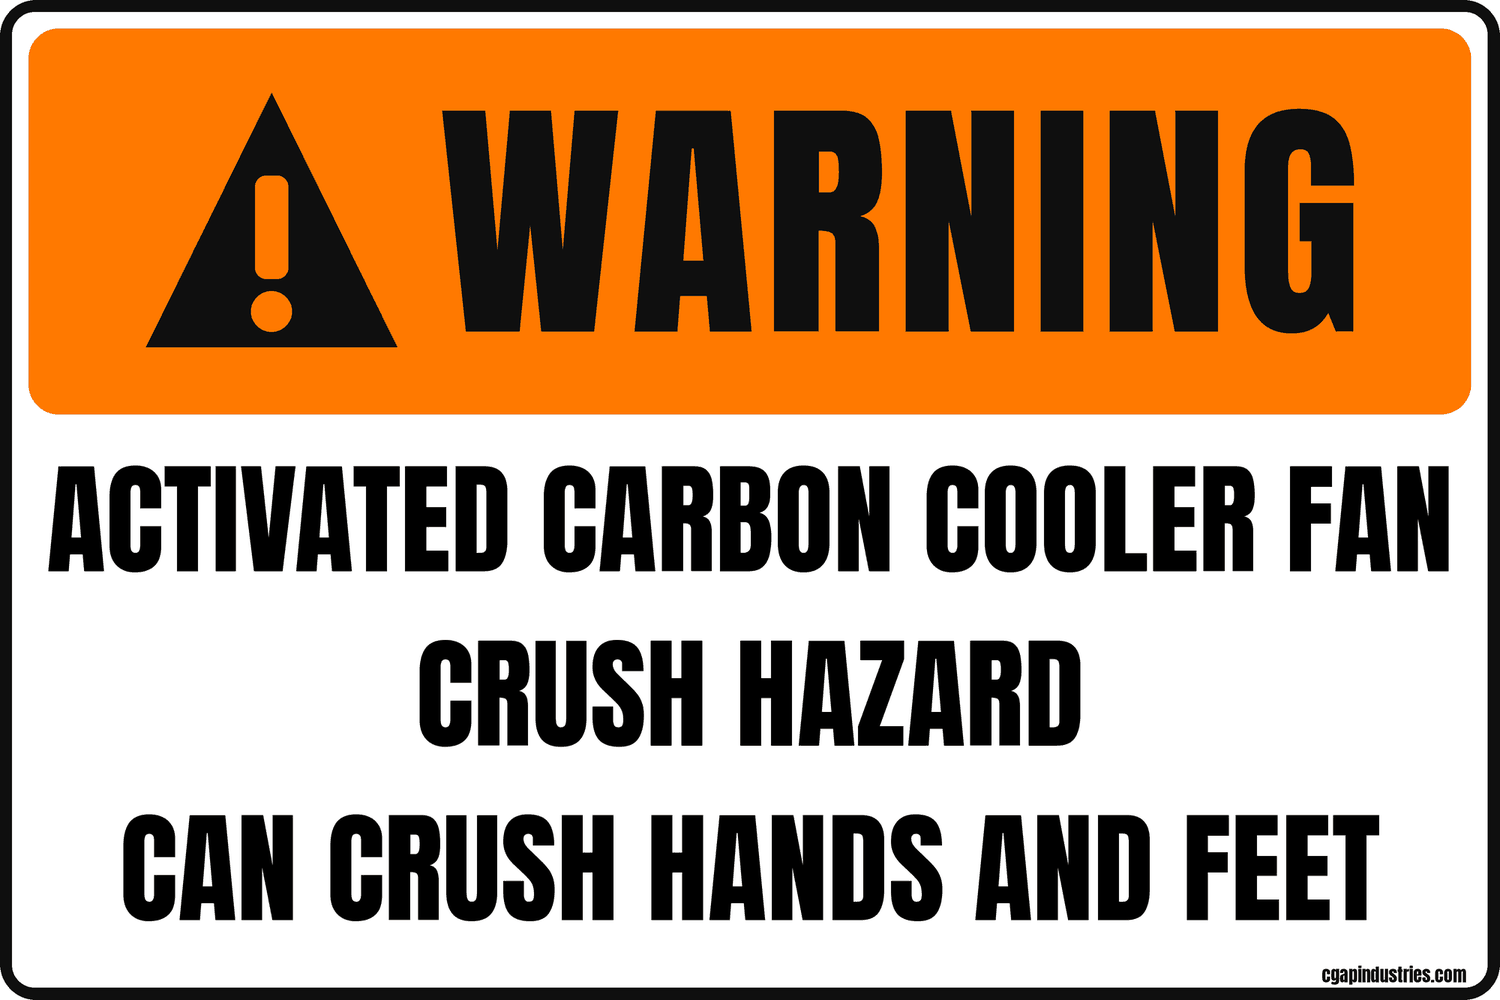 WARNING
ACTIVATED CARBON COOLER FAN
CRUSH HAZARD
CAN CRUSH HANDS AND FEET
cgapindustries.com